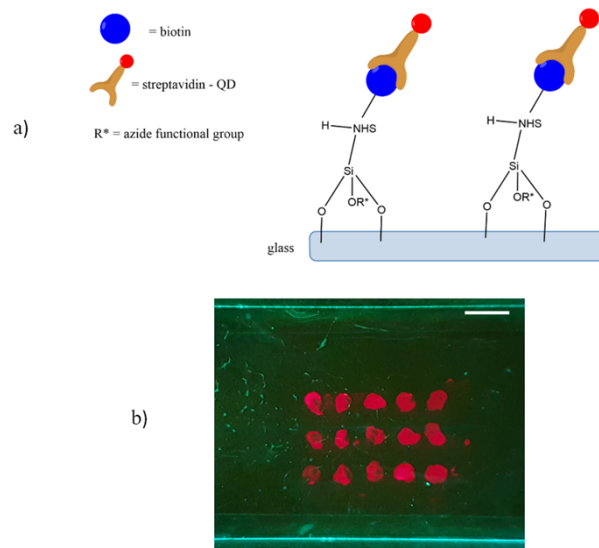 = biotin
= streptavidin - QD
R* = azide functional group
a)
H NHS
Si
OR*
O O
H NHS
Si
OR*
O O
glass
b)